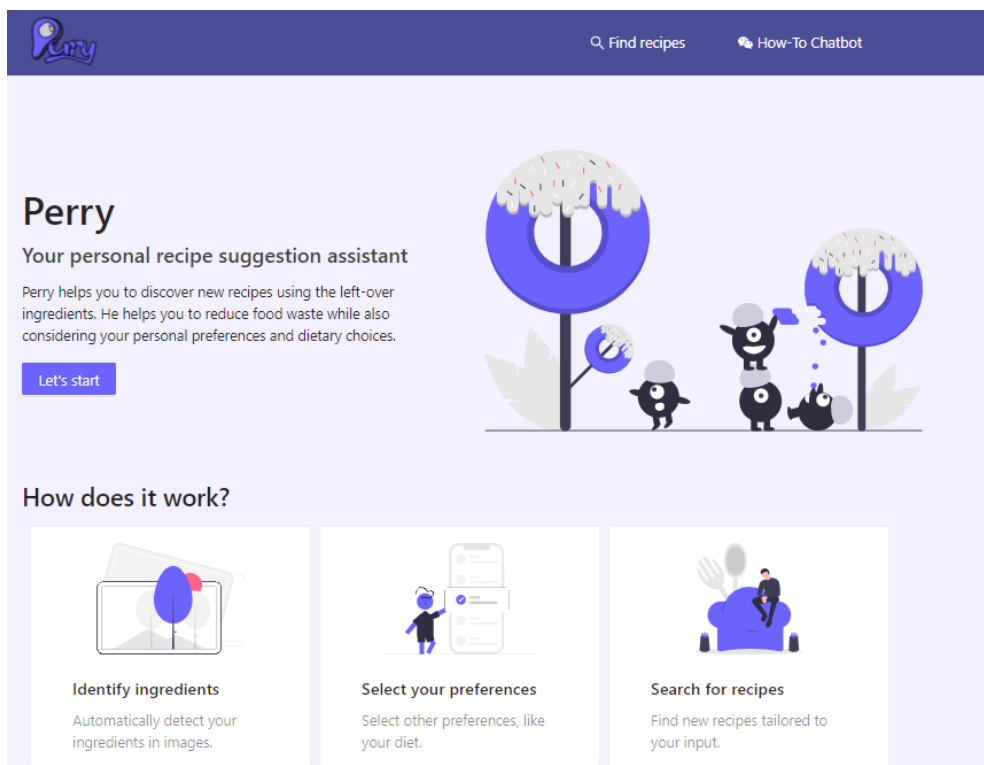 Perry
Find recipes
How-To Chatbot
Perry
Your personal recipe suggestion assistant
Perry helps you to discover new recipes using the left-over
ingredients. He helps you to reduce food waste while also
considering your personal preferences and dietary choices.
Let's start
How does it work?
Identify ingredients
Automatically detect your
ingredients in images.
Select your preferences
Select other preferences, like
your diet.
Search for recipes
Find new recipes tailored to
your input.